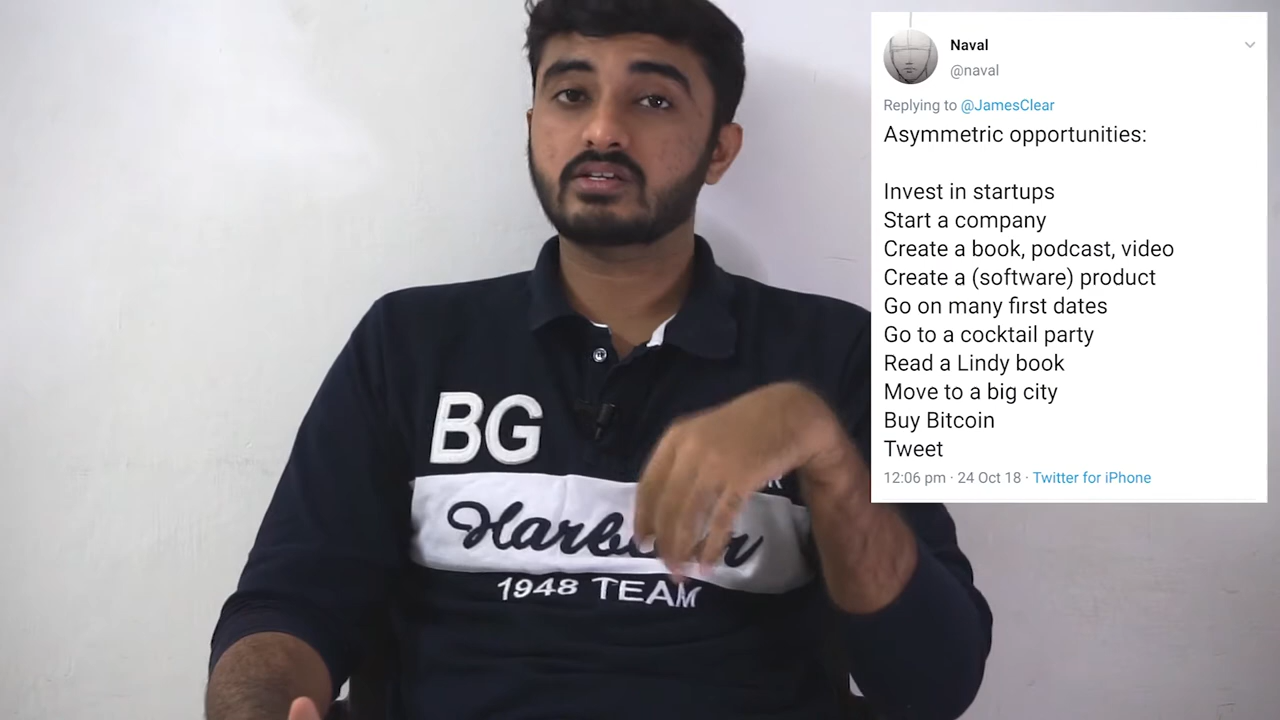 Naval
@naval
Replying to @JamesClear
Asymmetric opportunities:
Invest in startups
Start a company
Create a book, podcast, video
Create a (software) product
Go on many first dates
Go to a cocktail party
Read a Lindy book
Move to a big city
Buy Bitcoin
Tweet
12:06 pm · 24 Oct 18 · Twitter for iPhone
BG
1948 TEAM